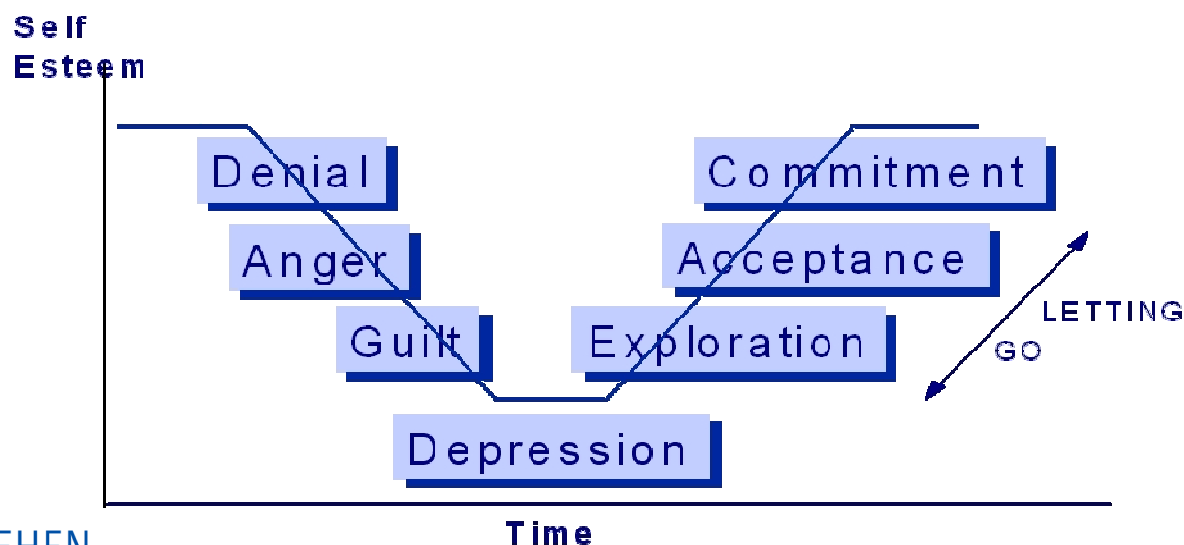 Self
Esteem
Denial
Commitment
Anger
Acceptance
LETTING
GO
Guilt
Exploration
Depression
Time